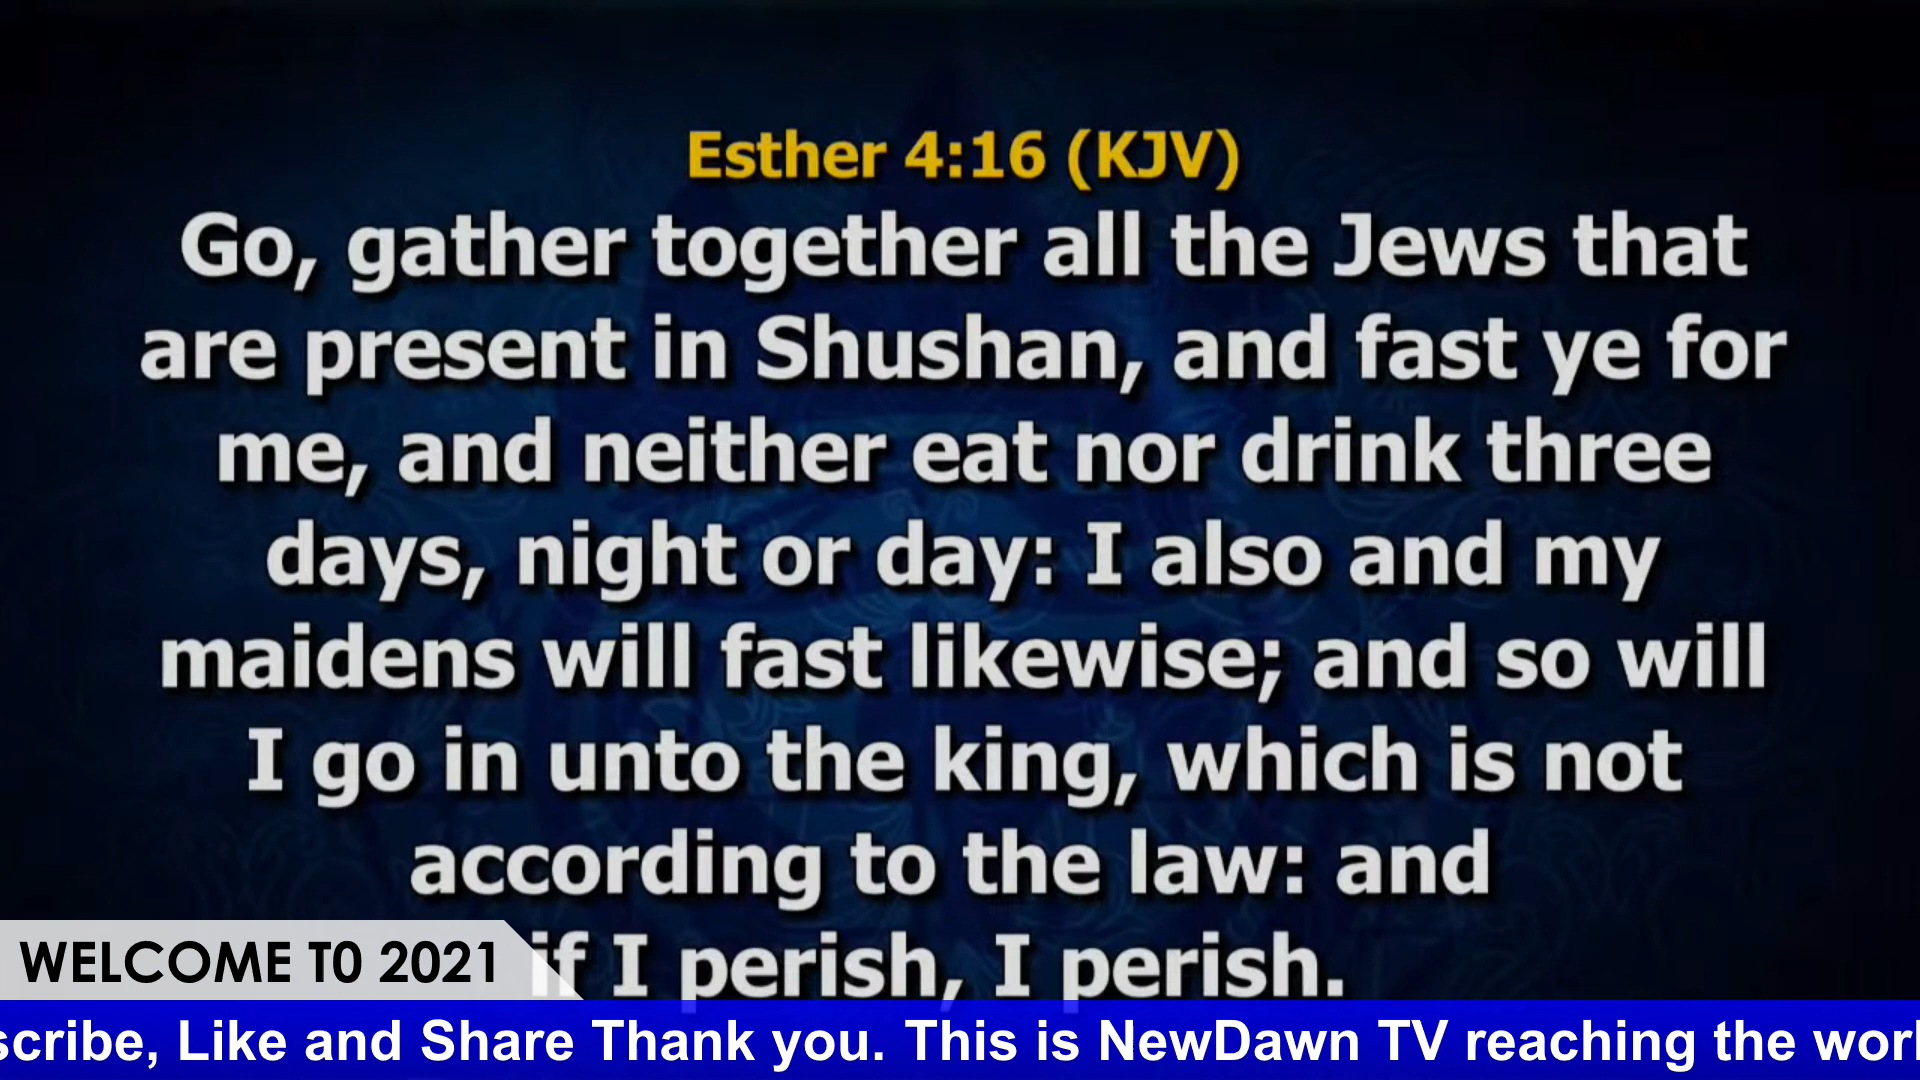 Esther 4:16 (KJV)
Go, gather together all the Jews that
are present in Shushan, and fast ye for
me, and neither eat nor drink three
days, night or day: I also and my
maidens will fast likewise; and so will
I go in unto the king, which is not
according to the law: and
if I perish, I perish.
WELCOME T0 2021
scribe, Like and Share Thank you. This is NewDawn TV reaching the worl